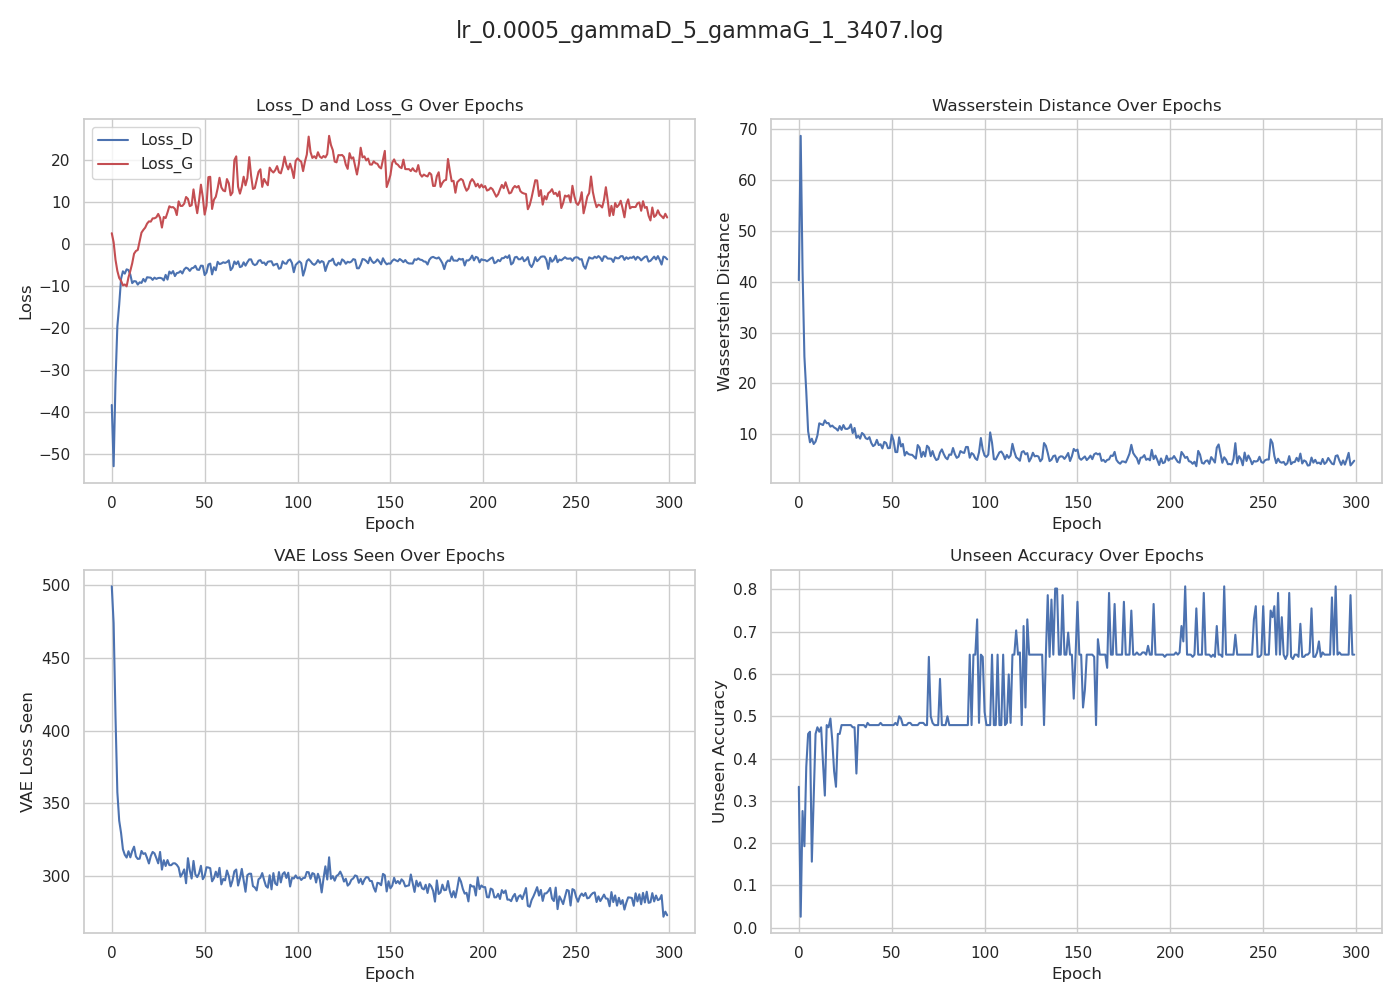 lr_0.0005_gammaD_5_gammaG_1_3407.log
Loss_D and Loss_G Over Epochs
Loss_D
Loss_G
20
10
0
−10
−20
−30
−40
−50
Loss
0 50 100 150 200 250 300
Epoch
Wasserstein Distance Over Epochs
70
60
50
40
30
20
10
Wasserstein Distance
0 50 100 150 200 250 300
Epoch
VAE Loss Seen Over Epochs
500
450
400
350
300
VAE Loss Seen
0 50 100 150 200 250 300
Epoch
Unseen Accuracy Over Epochs
0.8
0.7
0.6
0.5
0.4
0.3
0.2
0.1
0.0
Unseen Accuracy
0 50 100 150 200 250 300
Epoch